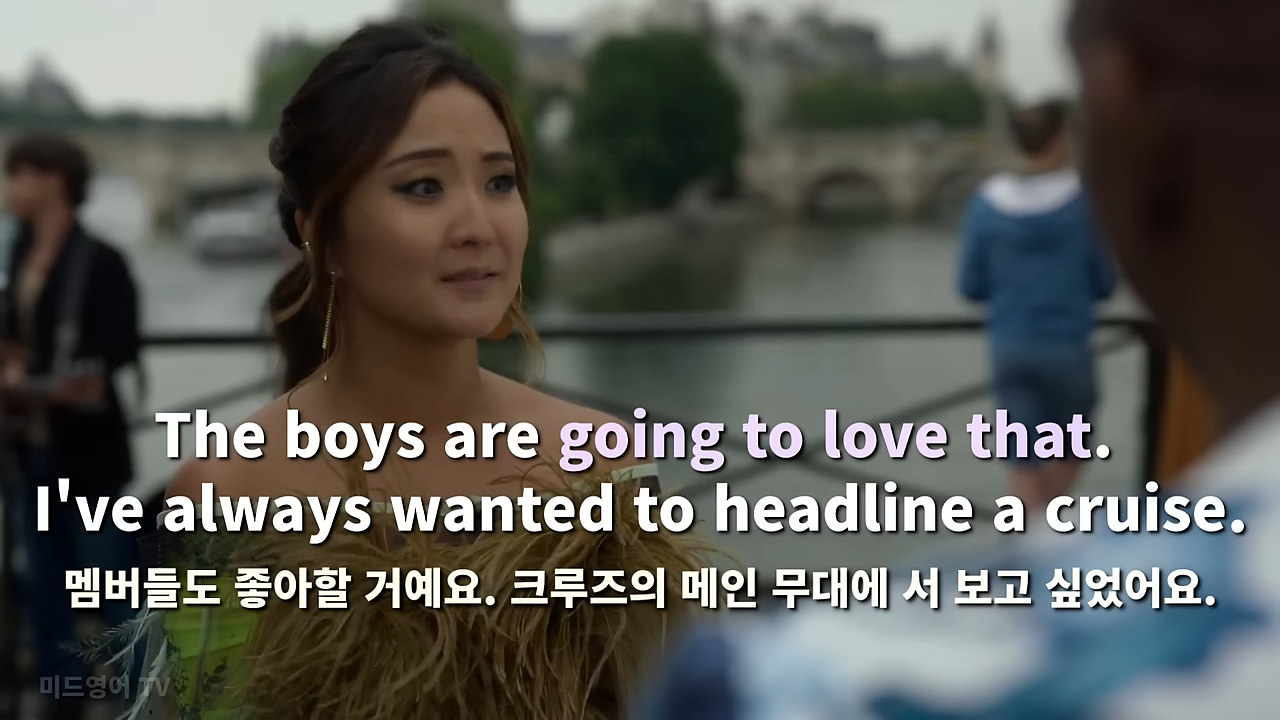 The boys are going to love that.
I've always wanted to headline a cruise.
멤버들도 좋아할 거예요. 크루즈의 메인 무대에 서 보고 싶었어요.
미드영어 TV